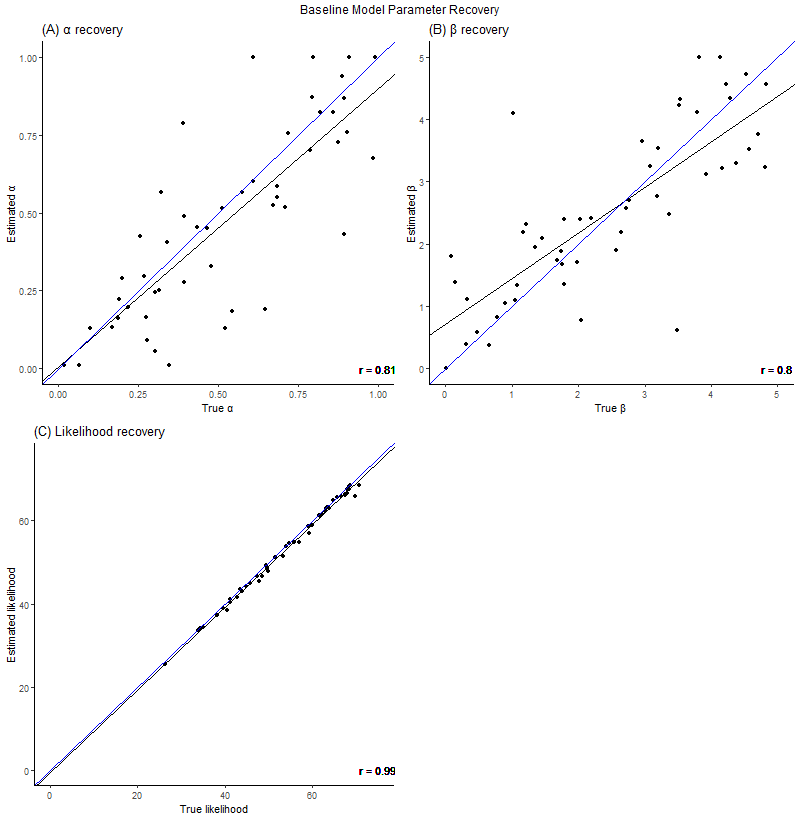 Baseline Model Parameter Recovery
(A) α recovery
1.00
0.75
0.50
0.25
0.00
Estimated α
r = 0.81
0.00 0.25 0.50 0.75 1.00
True α
(B) β recovery
5
4
3
2
1
0
Estimated β
r = 0.8
0 1 2 3 4 5
True β
(C) Likelihood recovery
60
40
20
0
Estimated likelihood
r = 0.99
0 20 40 60
True likelihood